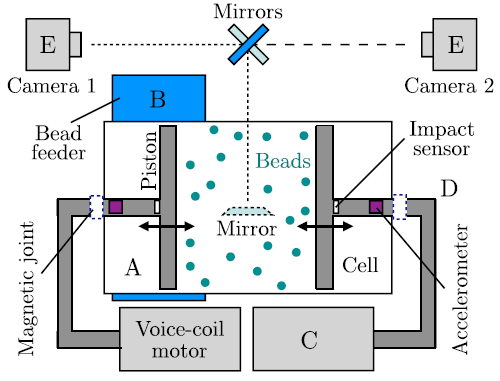 Mirrors
E
E
Camera 1
Camera 2
B
Bead
feeder
Piston
Beads
Impact
sensor
D
Mirror
A
Cell
Magnetic joint
Accelerometer
Voice-coil
motor
C